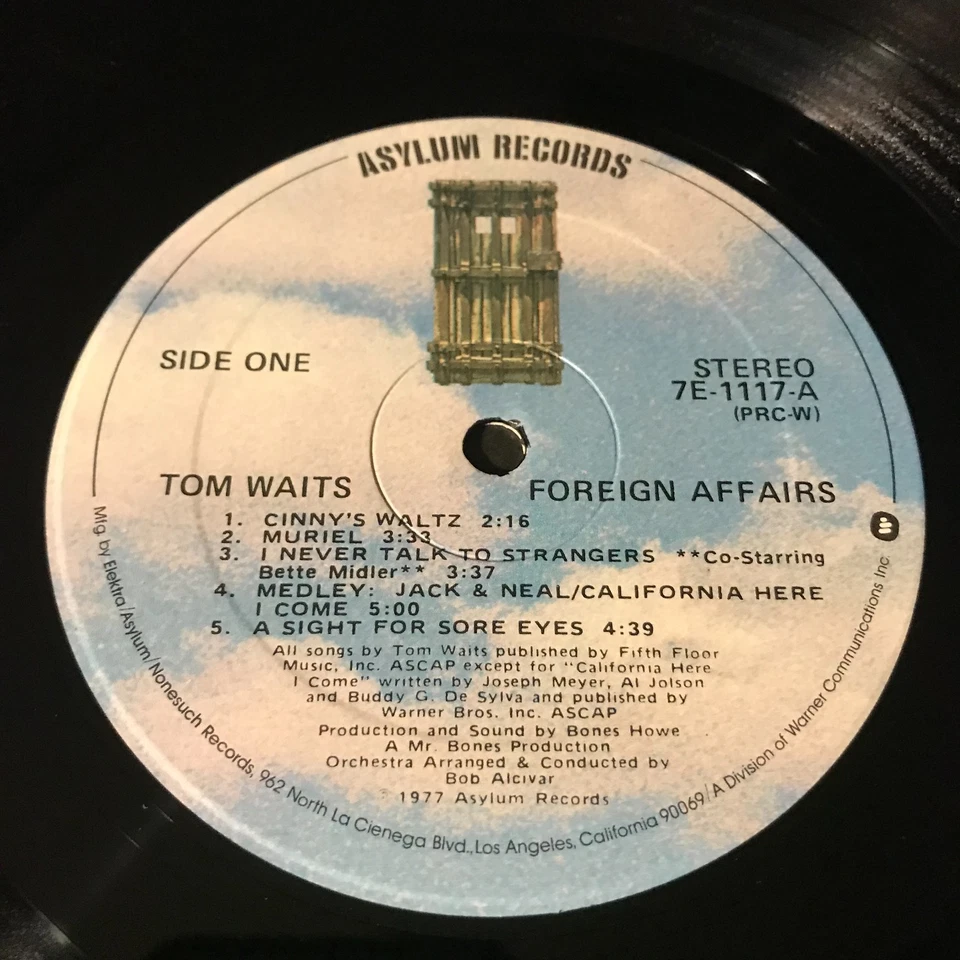 ASYLUM RECORDS
SIDE ONE
STEREO
7E-1117-A
(PRC-W)
TOM WAITS
FOREIGN AFFAIRS
1. CINNY'S WALTZ 2:16
2. MURIEL 3:33
3. I NEVER TALK TO STRANGERS **Co-Starring
Bette Midler** 3:37
4. MEDLEY: JACK & NEAL/CALIFORNIA HERE
I COME 5:00
5. A SIGHT FOR SORE EYES 4:39
All songs by Tom Waits published by Fifth Floor
Music, Inc. ASCAP except for "California Here
I Come" written by Joseph Meyer, Al Jolson
and Buddy G. De Sylva and published by
Warner Bros. Inc. ASCAP
Production and Sound by Bones Howe
A Mr. Bones Production
Orchestra Arranged & Conducted by
Bob Alcivar
1977 Asylum Records
Mfg. by Elektra/Asylum/Nonesuch Records, 962 North La Cienega Blvd., Los Angeles, California 90069/A Division of Warner Communications Inc.